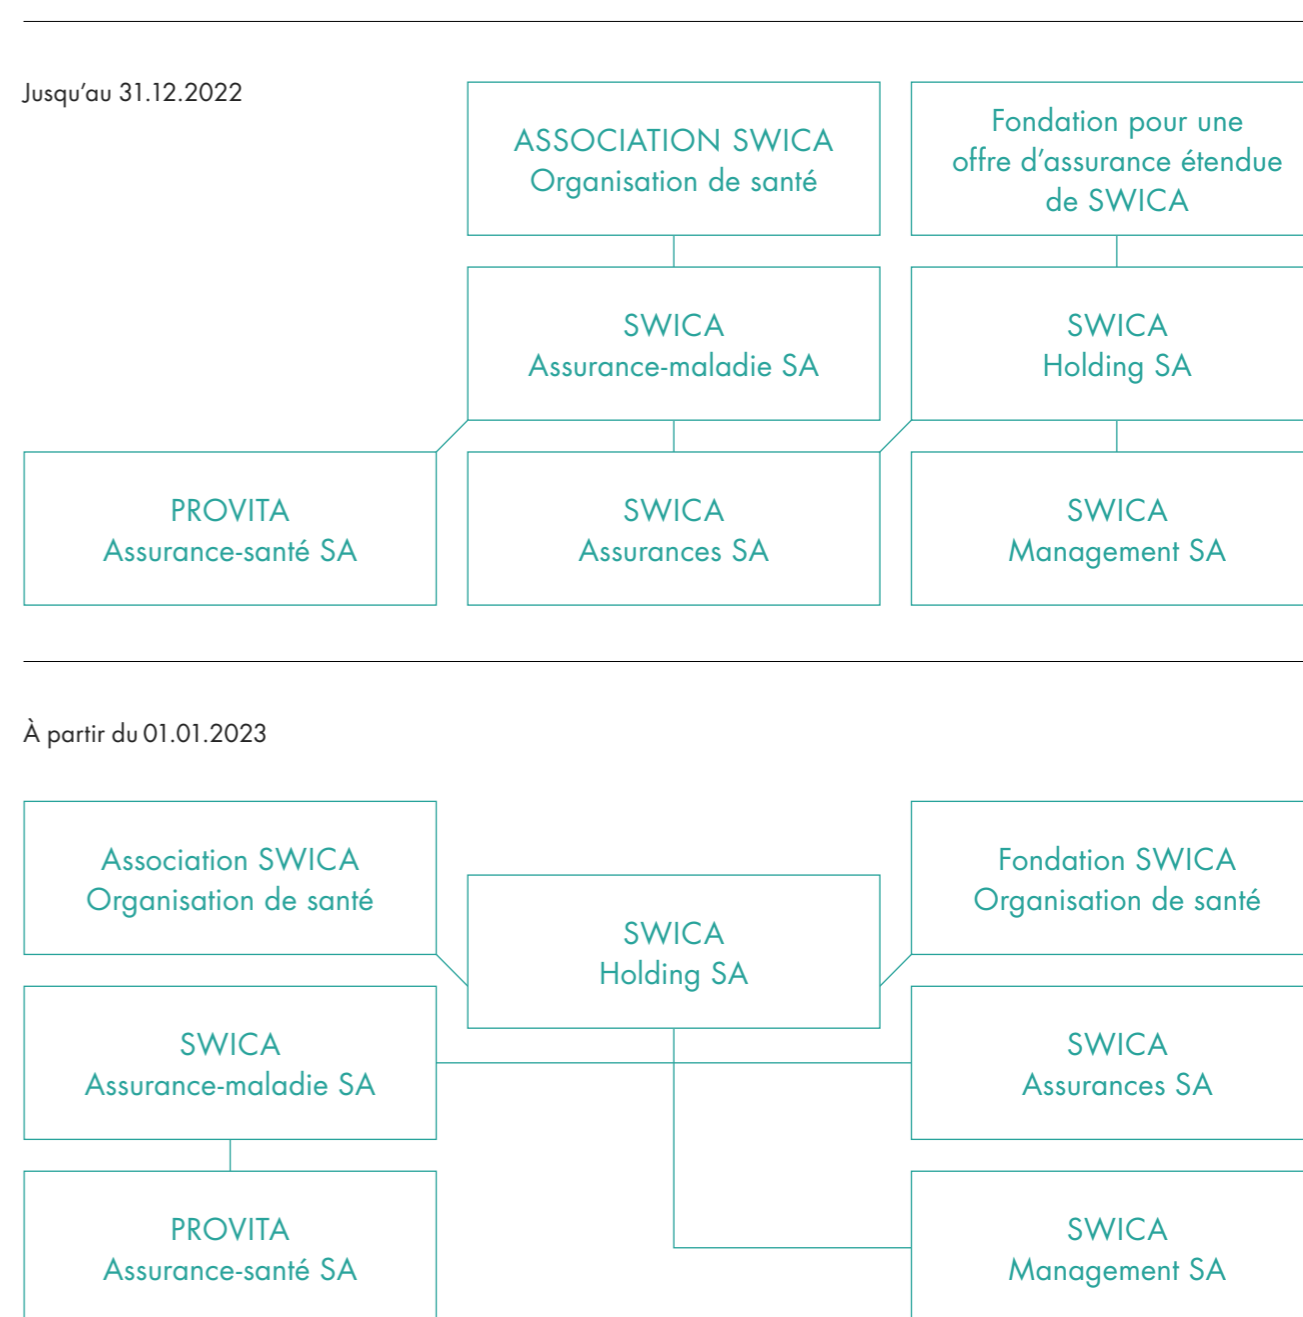 Jusqu’au 31.12.2022
ASSOCIATION SWICA
Organisation de santé
Fondation pour une
offre d’assurance étendue
de SWICA
SWICA
Assurance-maladie SA
SWICA
Holding SA
PROVITA
Assurance-santé SA
SWICA
Assurances SA
SWICA
Management SA
À partir du 01.01.2023
Association SWICA
Organisation de santé
SWICA
Holding SA
Fondation SWICA
Organisation de santé
SWICA
Assurance-maladie SA
SWICA
Assurances SA
PROVITA
Assurance-santé SA
SWICA
Management SA